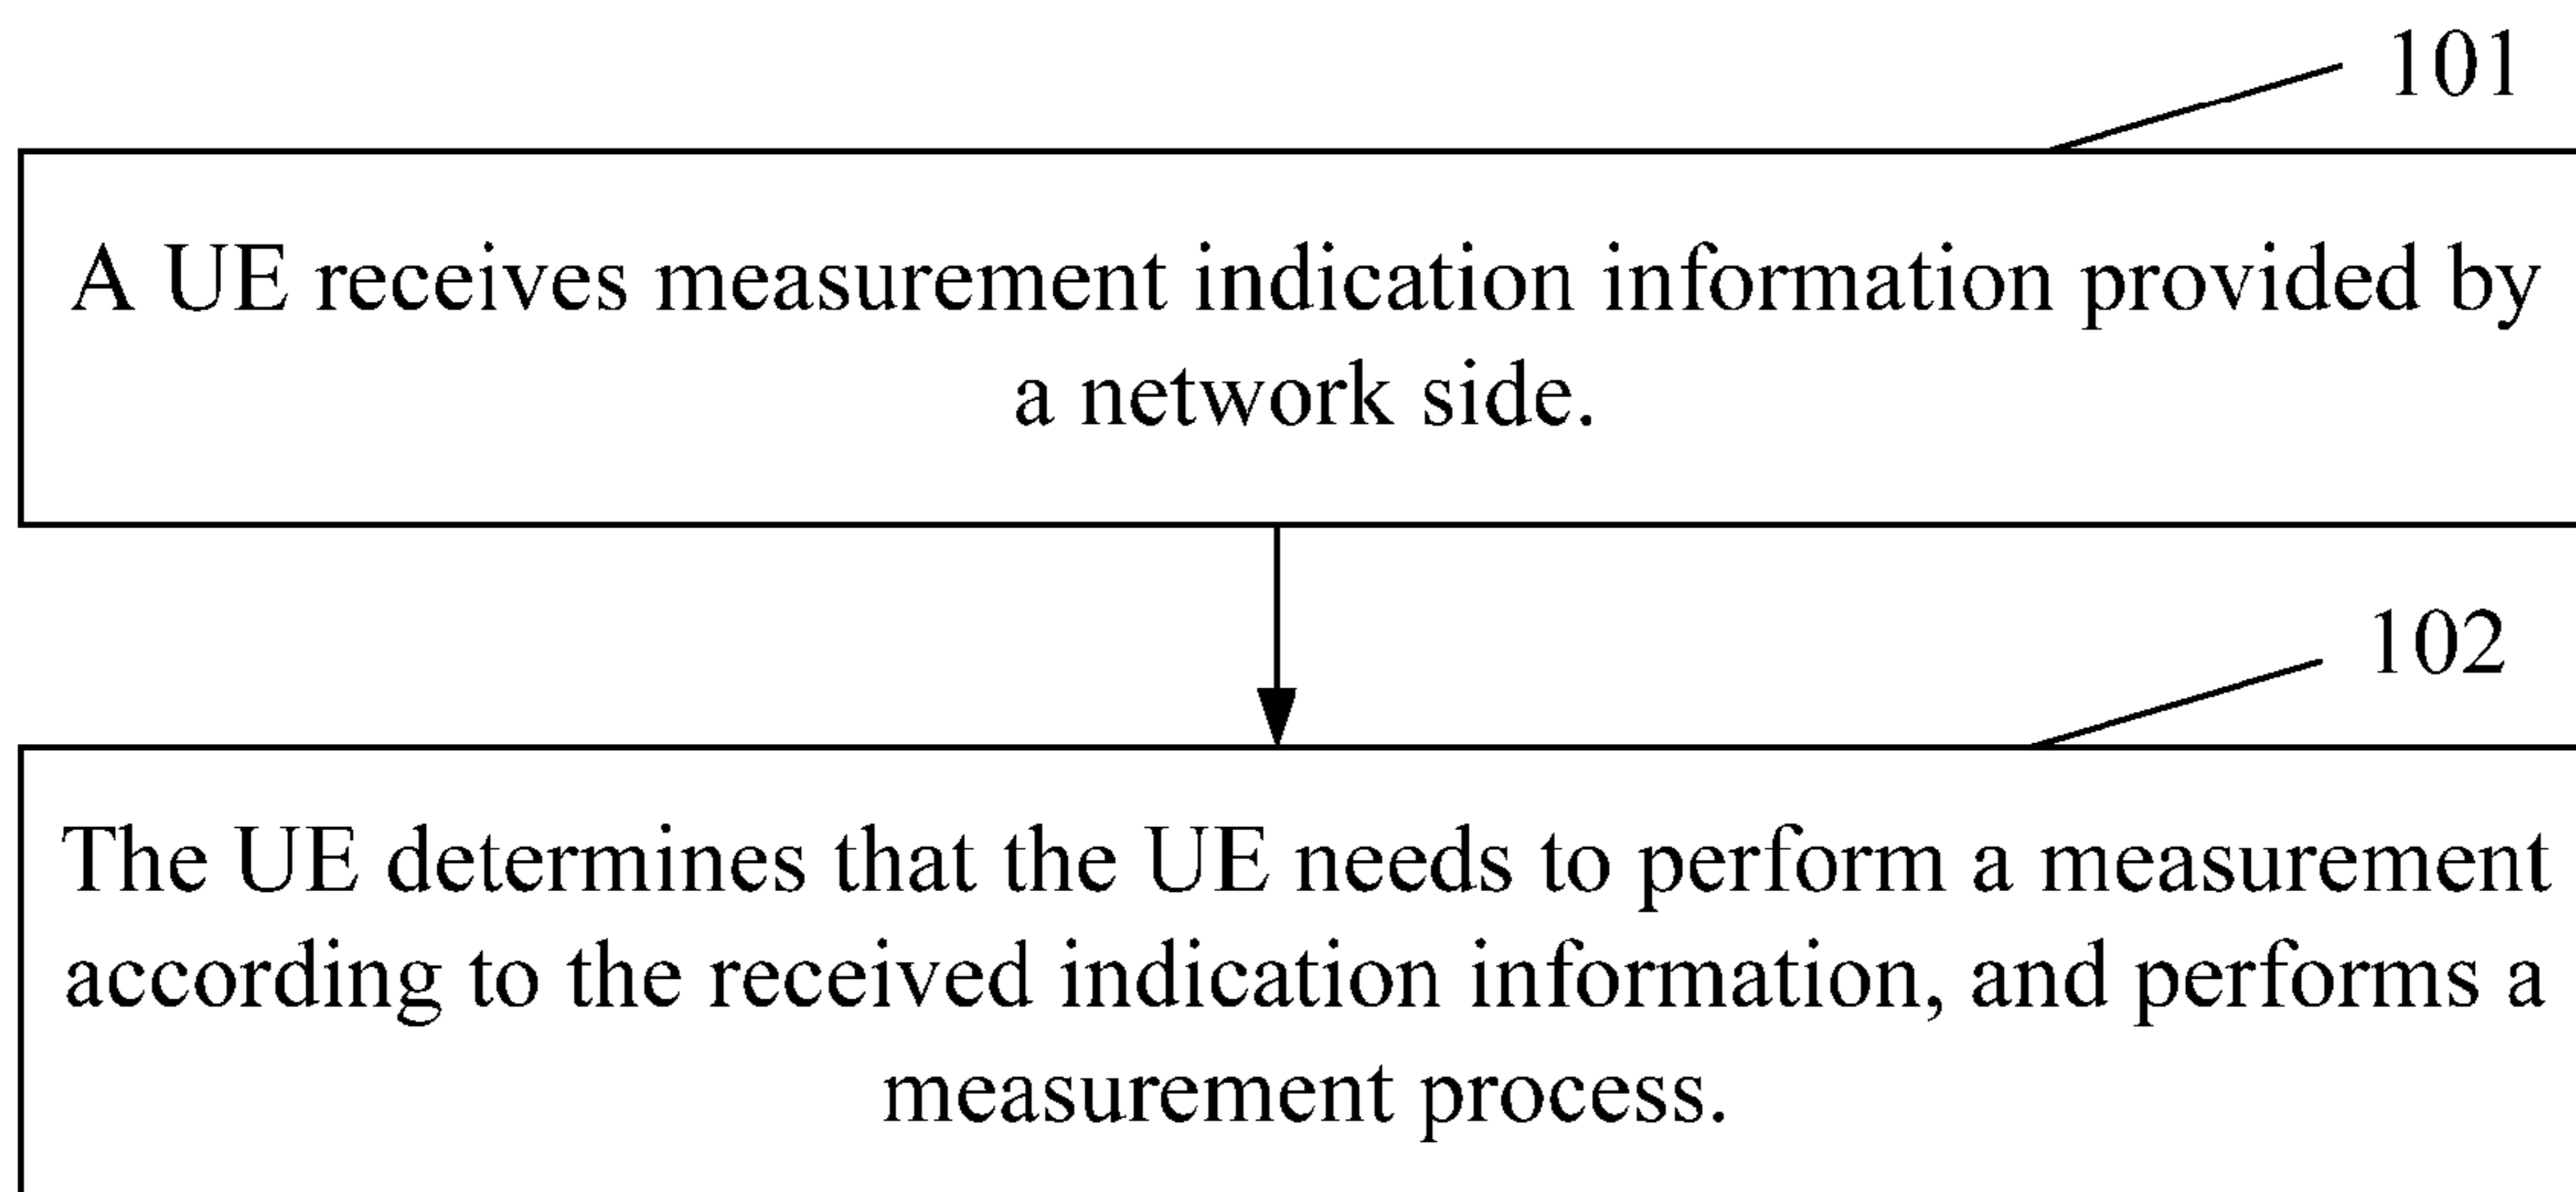 101
A UE receives measurement indication information provided by
a network side.
102
The UE determines that the UE needs to perform a measurement
according to the received indication information, and performs a
measurement process.